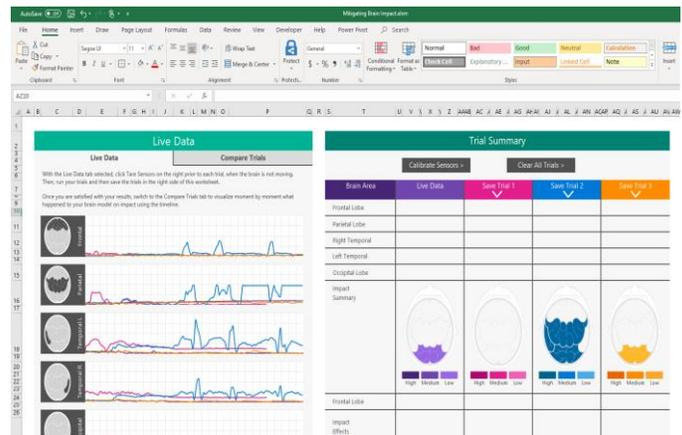 AutoSave
Mitigating Brain Impact.xlsm
File Home Insert Draw Page Layout Formulas Data Review View Developer Help Power Pivot Search
Cut
Copy
Format Painter
Paste
Segoe UI
11
Wrap Text
Merge & Center
Protect
General
Conditional Formatting
Format as Table
Normal Bad Good Neutral Calculation
Check Cell Explanatory ... Input Linked Cell Note
Insert
Clipboard Font Alignment Protecti... Number Styles
Live Data
Live Data Compare Trials
With the Live Data tab selected, click Tare Sensors on the right prior to each trial, when the brain is not moving.
Then, run your trials and then save the trials in the right side of this worksheet.
Once you are satisfied with your results, switch to the Compare Trials tab to visualize moment by moment what
happened to your brain model on impact using the timeline.
Frontal
Parietal
Temporal L
Temporal R
Trial Summary
Calibrate Sensors > Clear All Trials >
Brain Area Live Data Save Trial 1 Save Trial 2 Save Trial 3
Frontal Lobe
Parietal Lobe
Right Temporal
Left Temporal
Occipital Lobe
Impact
Summary
High Medium Low High Medium Low High Medium Low High Medium Low
Frontal Lobe
Impact
Effects